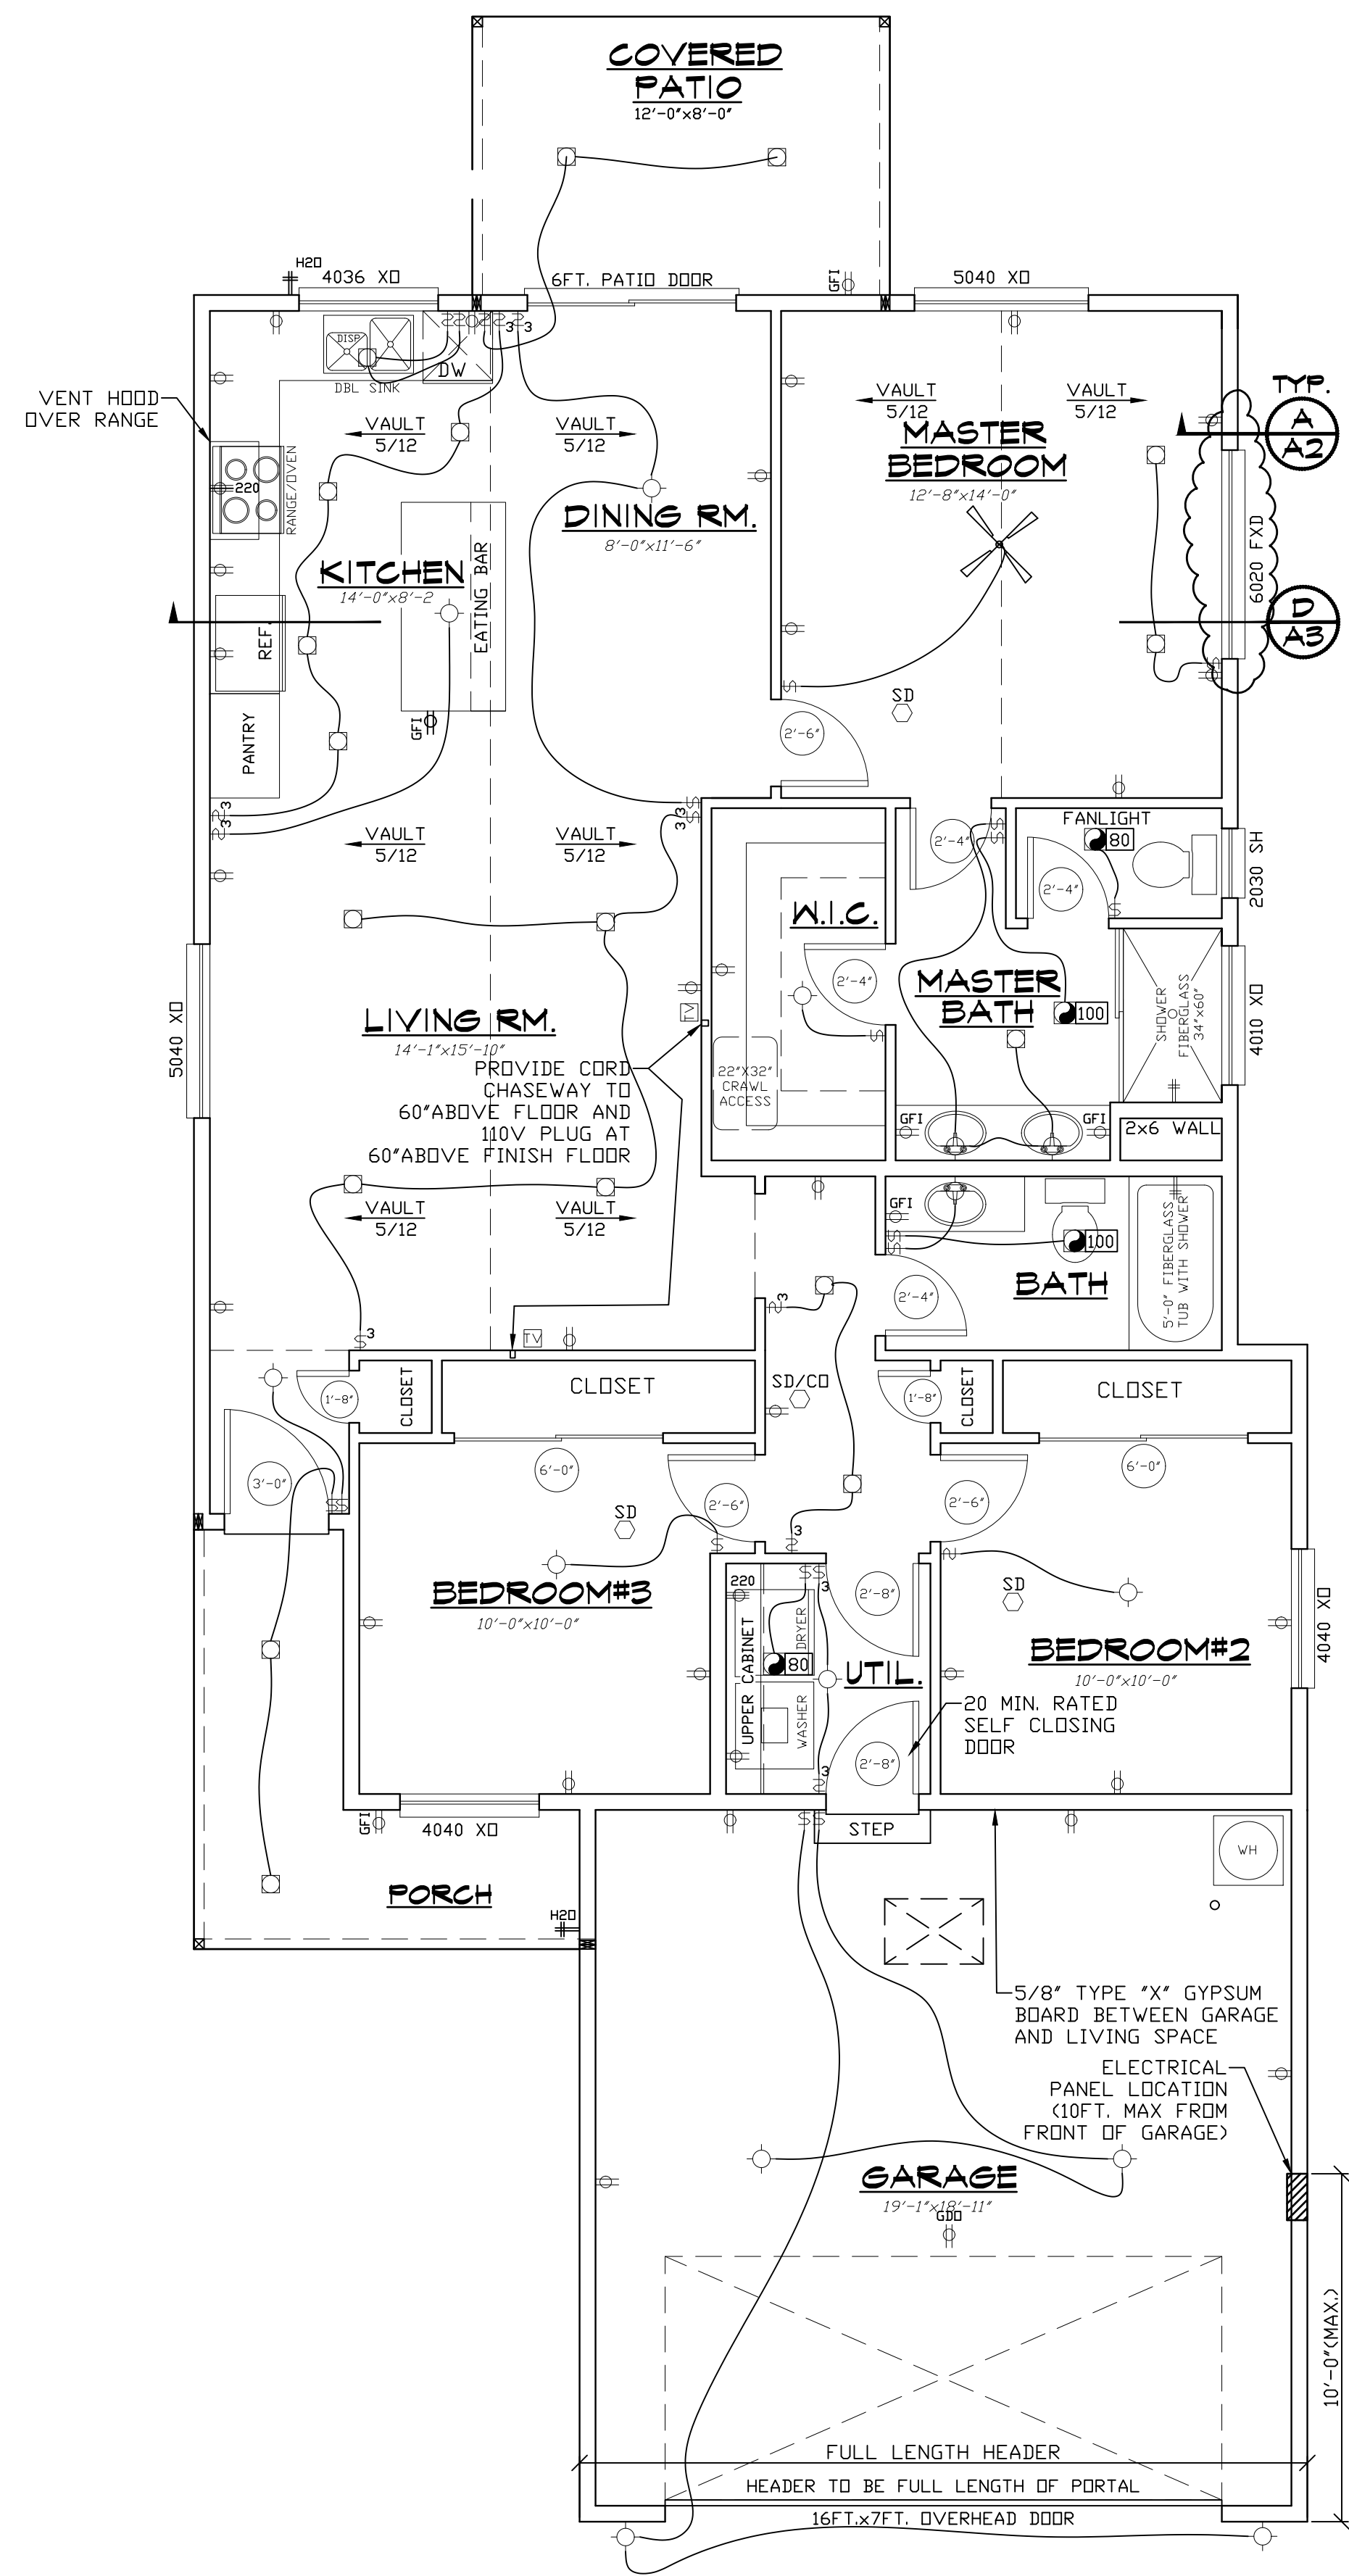 COVERED
PATIO
12'-0"x8'-0"
H2O
4036 XO
6FT. PATIO DOOR
GFI
5040 XO
DISP
DBL SINK
DW
3
3
VENT HOOD
OVER RANGE
VAULT
5/12
VAULT
5/12
VAULT
5/12
VAULT
5/12
TYP.
A
A2
MASTER
BEDROOM
12'-8"x14'-0"
220
RANGE/OVEN
DINING RM.
8'-0"x11'-6"
KITCHEN
14'-0"x8'-2
EATING BAR
6020 FXD
D
A3
REF.
PANTRY
GFI
SD
2'-6"
3
3
3
3
VAULT
5/12
VAULT
5/12
FANLIGHT
80
2'-4"
2'-4"
2030 SH
W.I.C.
2'-4"
MASTER
BATH
100
SHOWER
FIBERGLASS
34"x60"
4010 XO
5040 XO
LIVING RM.
14'-1"x15'-10"
TV
PROVIDE CORD
CHASEWAY TO
60"ABOVE FLOOR AND
110V PLUG AT
60"ABOVE FINISH FLOOR
22"X32"
CRAWL
ACCESS
GFI
GFI
2x6 WALL
VAULT
5/12
VAULT
5/12
GFI
100
BATH
5'-0" FIBERGLASS
TUB WITH SHOWER
2'-4"
3
3
TV
SD/CO
1'-8"
CLOSET
CLOSET
1'-8"
CLOSET
CLOSET
3'-0"
6'-0"
2'-6"
2'-6"
6'-0"
SD
3
BEDROOM#3
10'-0"x10'-0"
220
3
2'-8"
SD
BEDROOM#2
10'-0"x10'-0"
4040 XO
UPPER CABINET
DRYER
80
UTIL.
WASHER
20 MIN. RATED
SELF CLOSING
DOOR
2'-8"
3
GFI
4040 XO
STEP
WH
PORCH
H2O
5/8" TYPE "X" GYPSUM
BOARD BETWEEN GARAGE
AND LIVING SPACE
ELECTRICAL
PANEL LOCATION
(10FT. MAX FROM
FRONT OF GARAGE)
GARAGE
19'-1"x18'-11"
GDO
10'-0"(MAX.)
FULL LENGTH HEADER
HEADER TO BE FULL LENGTH OF PORTAL
16FT.x7FT. OVERHEAD DOOR